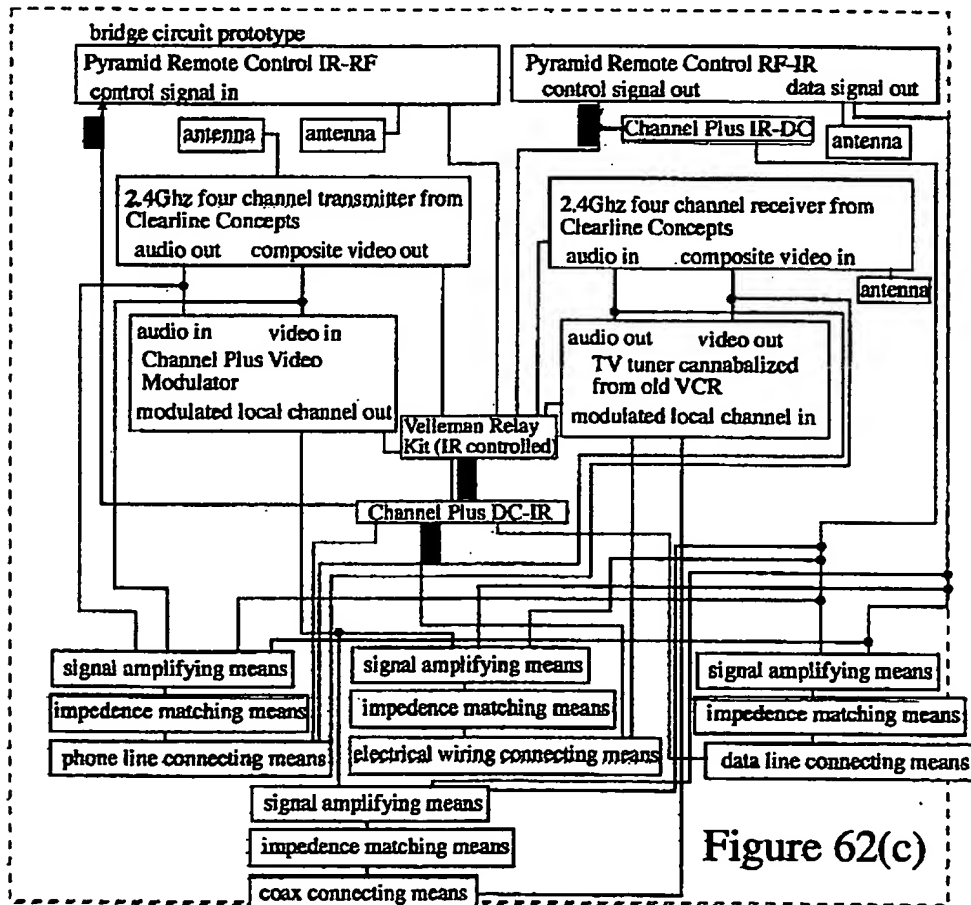 bridge circuit prototype
Pyramid Remote Control IR-RF
control signal in
Pyramid Remote Control RF-IR
control signal out data signal out
antenna
antenna
Channel Plus IR-DC
antenna
2.4Ghz four channel transmitter from
Clearline Concepts
audio out composite video out
2.4Ghz four channel receiver from
Clearline Concepts
audio in composite video in
antenna
audio in video in
Channel Plus Video
Modulator
modulated local channel out
audio out video out
TV tuner cannabalized
from old VCR
modulated local channel in
Velleman Relay
Kit (IR controlled)
Channel Plus DC-IR
signal amplifying means
impedence matching means
phone line connecting means
signal amplifying means
impedence matching means
electrical wiring connecting means
signal amplifying means
impedence matching means
data line connecting means
signal amplifying means
impedence matching means
coax connecting means
Figure 62(c)